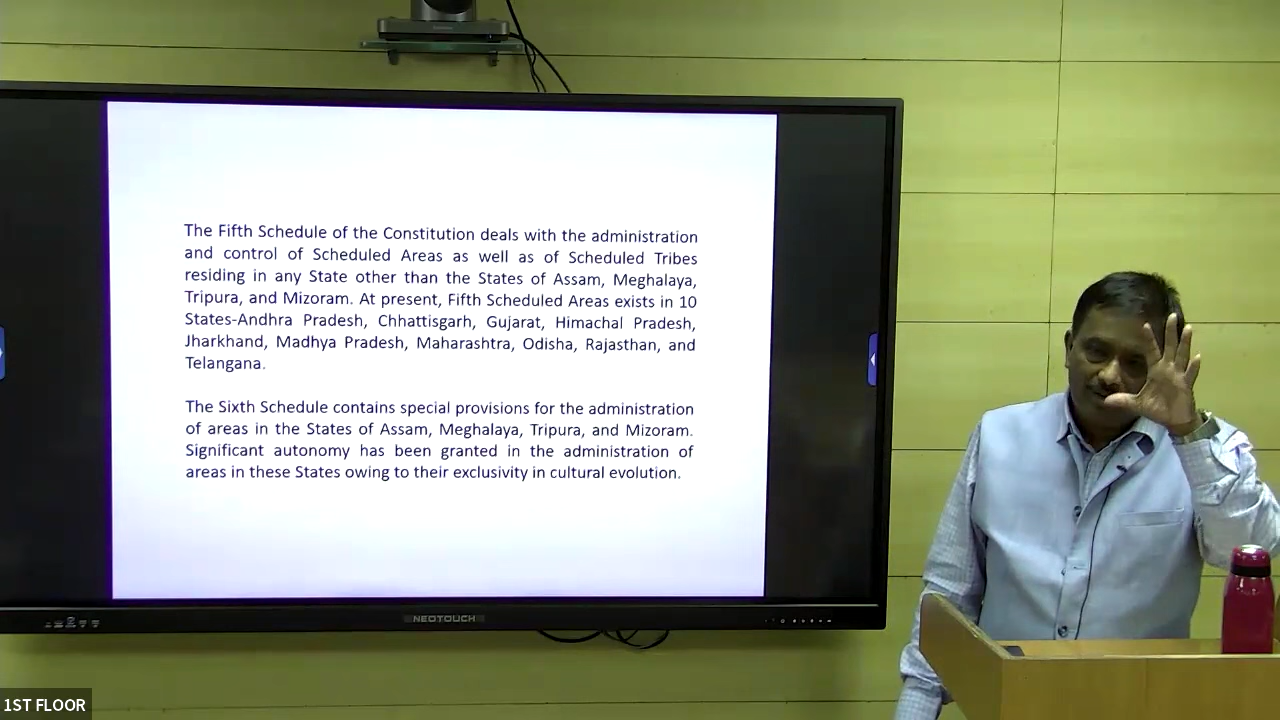 The Fifth Schedule of the Constitution deals with the administration
and control of Scheduled Areas as well as of Scheduled Tribes
residing in any State other than the States of Assam, Meghalaya,
Tripura, and Mizoram. At present, Fifth Scheduled Areas exists in 10
States-Andhra Pradesh, Chhattisgarh, Gujarat, Himachal Pradesh,
Jharkhand, Madhya Pradesh, Maharashtra, Odisha, Rajasthan, and
Telangana.
The Sixth Schedule contains special provisions for the administration
of areas in the States of Assam, Meghalaya, Tripura, and Mizoram.
Significant autonomy has been granted in the administration of
areas in these States owing to their exclusivity in cultural evolution.
NEOTOUCH
1ST FLOOR